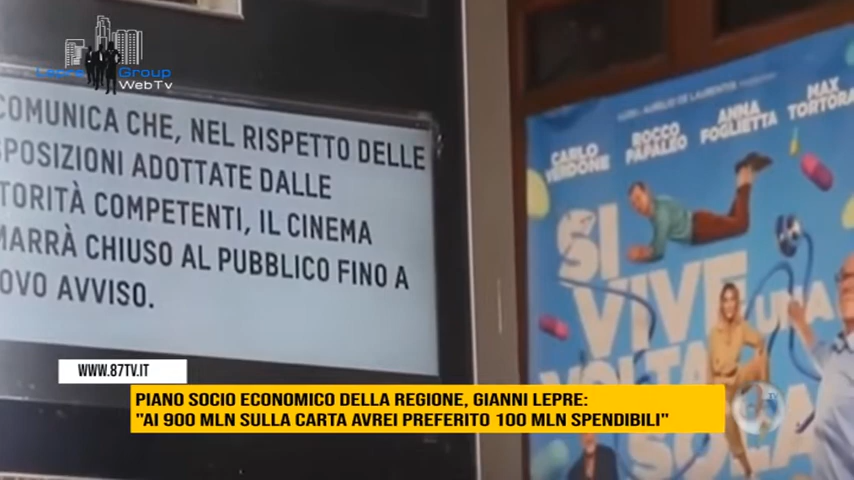 Lepre Group
WebTv
COMUNICA CHE, NEL RISPETTO DELLE
SPOSIZIONI ADOTTATE DALLE
TORITÀ COMPETENTI, IL CINEMA
MARRÀ CHIUSO AL PUBBLICO FINO A
OVO AVVISO.
CARLO
VERDONE
ROCCO
PAPALEO
ANNA
FOGLIETTA
MAX
TORTORA
SI
VIVE
UNA
VOLTA
SOLA
WWW.87TV.IT
PIANO SOCIO ECONOMICO DELLA REGIONE, GIANNI LEPRE:
"AI 900 MLN SULLA CARTA AVREI PREFERITO 100 MLN SPENDIBILI"